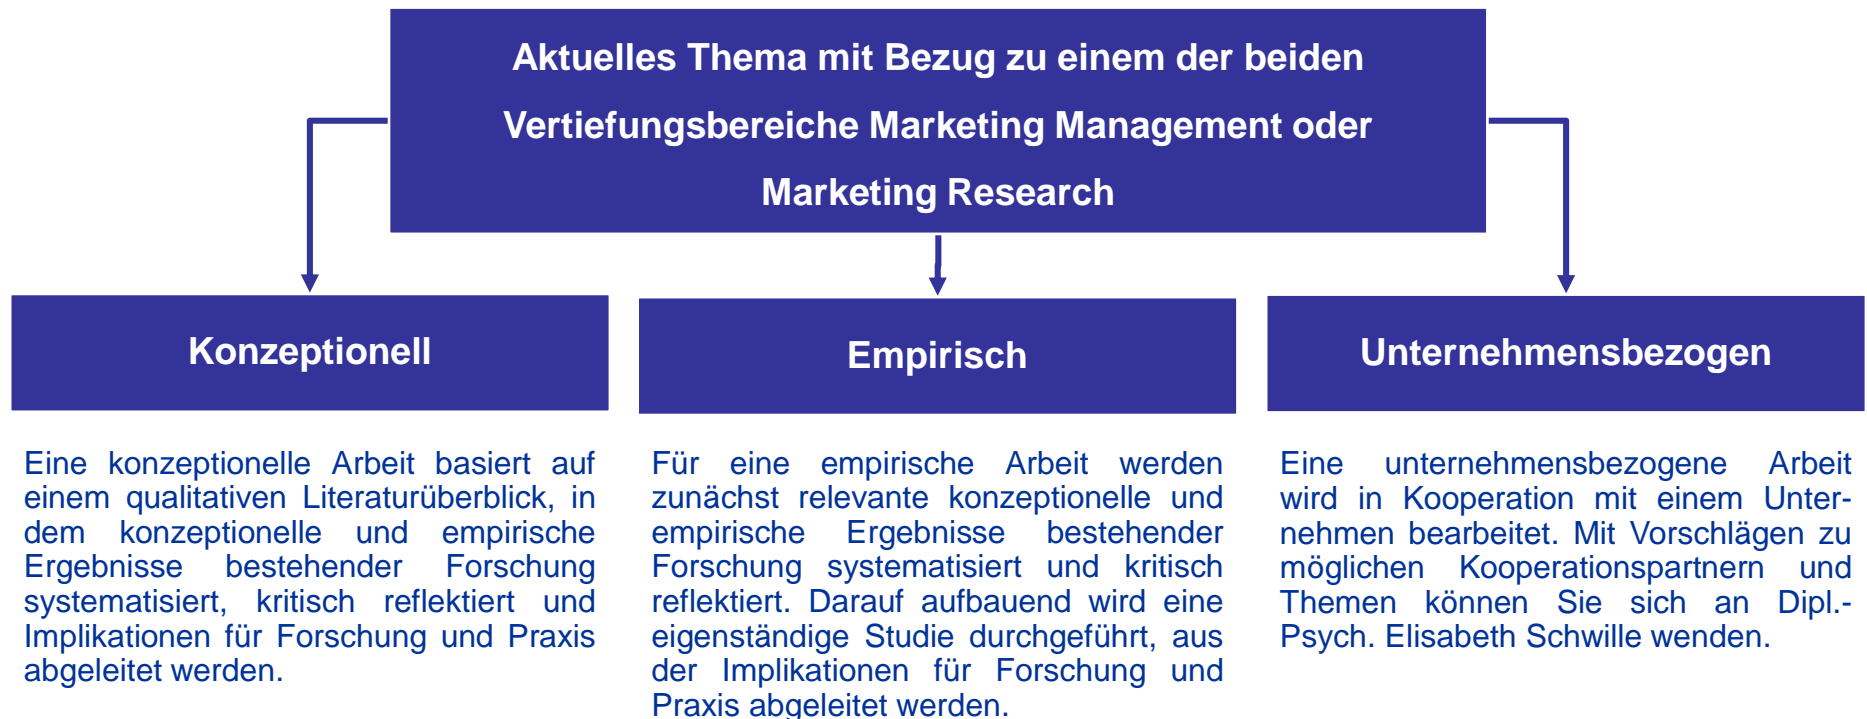 Aktuelles Thema mit Bezug zu einem der beiden
Vertiefungsbereiche Marketing Management oder
Marketing Research
Konzeptionell
Eine konzeptionelle Arbeit basiert auf
einem qualitativen Literaturüberblick, in
dem konzeptionelle und empirische
Ergebnisse bestehender Forschung
systematisiert, kritisch reflektiert und
Implikationen für Forschung und Praxis
abgeleitet werden.
Empirisch
Für eine empirische Arbeit werden
zunächst relevante konzeptionelle und
empirische Ergebnisse bestehender
Forschung systematisiert und kritisch
reflektiert. Darauf aufbauend wird eine
eigenständige Studie durchgeführt, aus
der Implikationen für Forschung und
Praxis abgeleitet werden.
Unternehmensbezogen
Eine unternehmensbezogene Arbeit
wird in Kooperation mit einem Unter-
nehmen bearbeitet. Mit Vorschlägen zu
möglichen Kooperationspartnern und
Themen können Sie sich an Dipl.-
Psych. Elisabeth Schwille wenden.